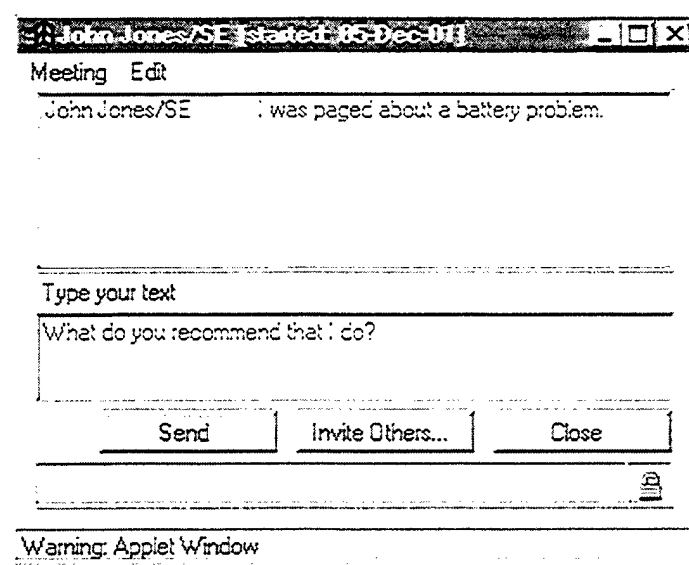 John Jones/SE [started: 05-Dec-01]
Meeting Edit
John Jones/SE I was paged about a battery problem.
Type your text
What do you recommend that I do?
Send Invite Others... Close
Warning: Applet Window